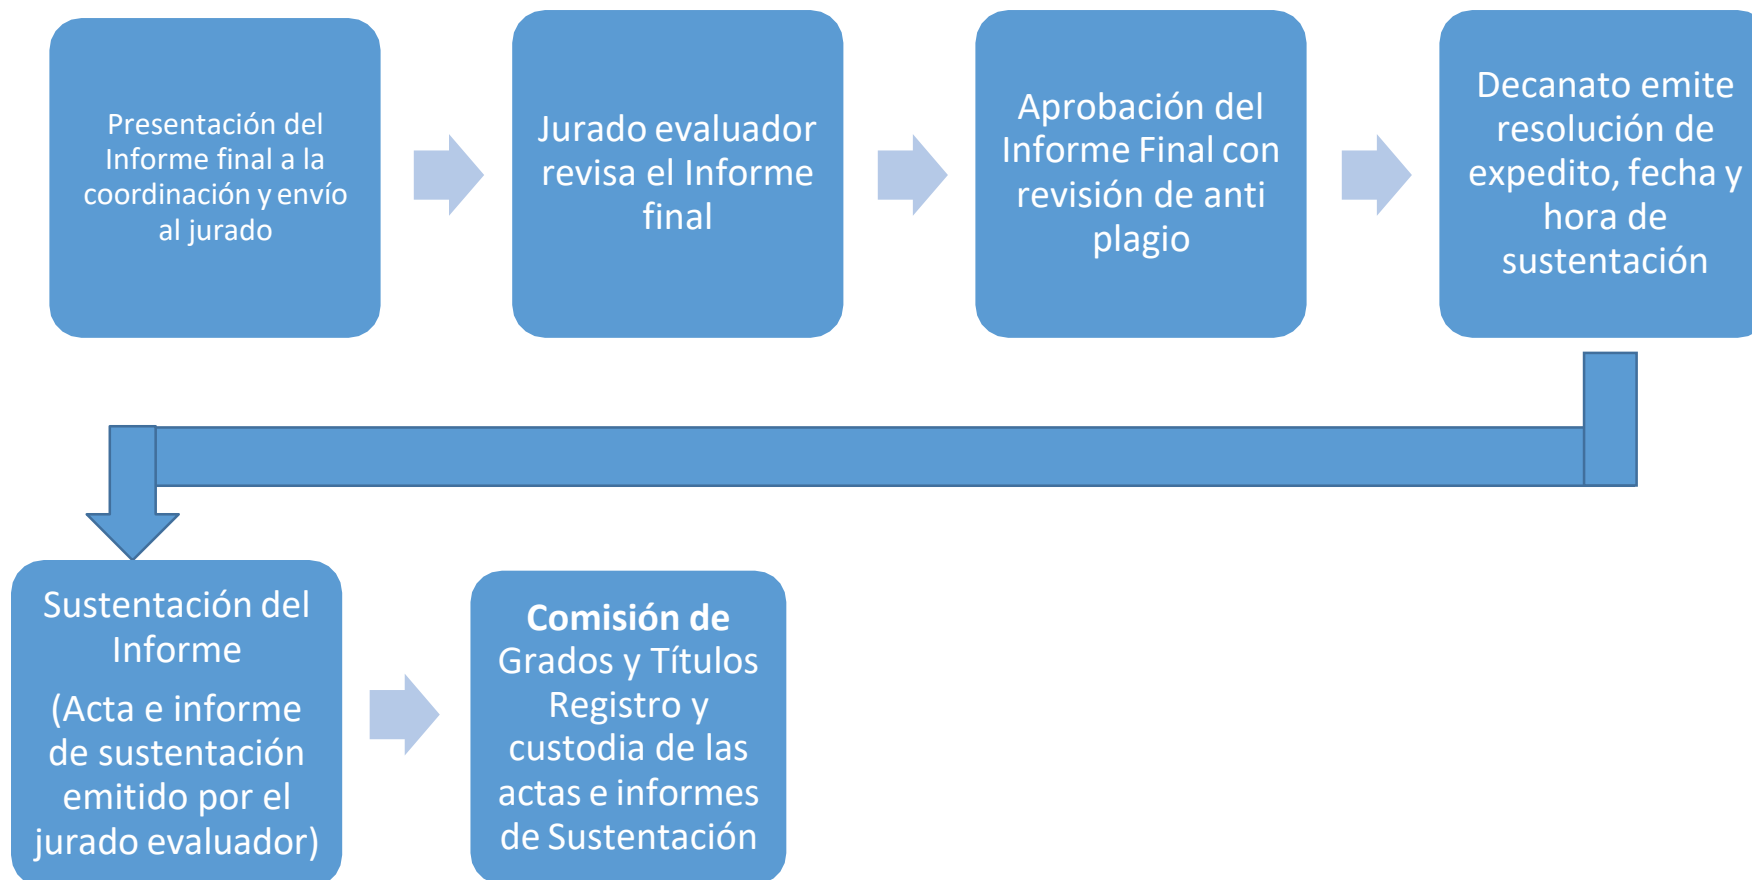 Presentación del
Informe final a la
coordinación y envío
al jurado
Jurado evaluador
revisa el Informe
final
Aprobación del
Informe Final con
revisión de anti
plagio
Decanato emite
resolución de
expedito, fecha y
hora de
sustentación
Sustentación del
Informe
(Acta e informe
de sustentación
emitido por el
jurado evaluador)
Comisión de
Grados y Títulos
Registro y
custodia de las
actas e informes
de Sustentación